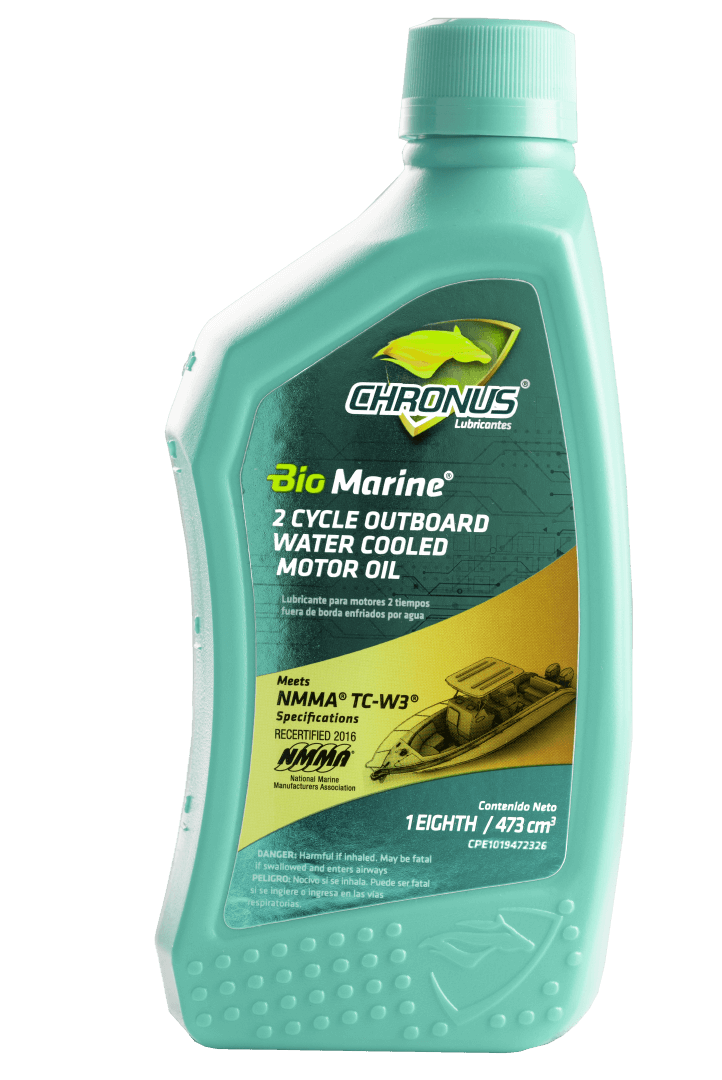 CHRONUS®
Lubricantes
Bio Marine®
2 CYCLE OUTBOARD
WATER COOLED
MOTOR OIL
Lubricante para motores 2 tiempos
fuera de borda enfriados por agua
Meets
NMMA® TC-W3®
Specifications
RECERTIFIED 2016
NMMA®
National Marine
Manufacturers Association
Contenido Neto
1 EIGHTH / 473 cm³
CPE1019472326
DANGER: Harmful if inhaled. May be fatal
if swallowed and enters airways
PELIGRO: Nocivo si se inhala. Puede ser fatal
si se ingiere o ingresa en las vías
respiratorias.